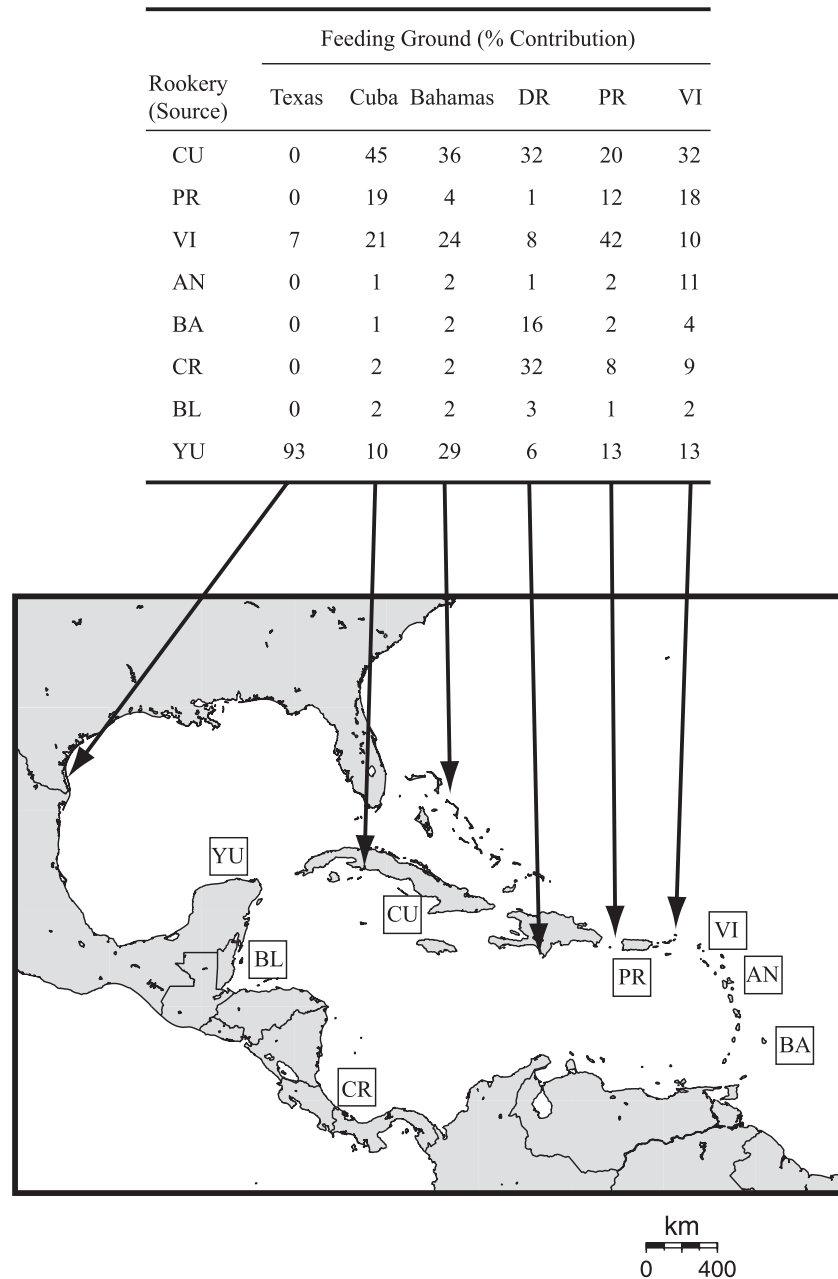 Feeding Ground (% Contribution)
Rookery
(Source) Texas Cuba Bahamas DR PR VI
CU 0 45 36 32 20 32
PR 0 19 4 1 12 18
VI 7 21 24 8 42 10
AN 0 1 2 1 2 11
BA 0 1 2 16 2 4
CR 0 2 2 32 8 9
BL 0 2 2 3 1 2
YU 93 10 29 6 13 13
YU
CU
VI
BL
PR
AN
BA
CR
km
0 400